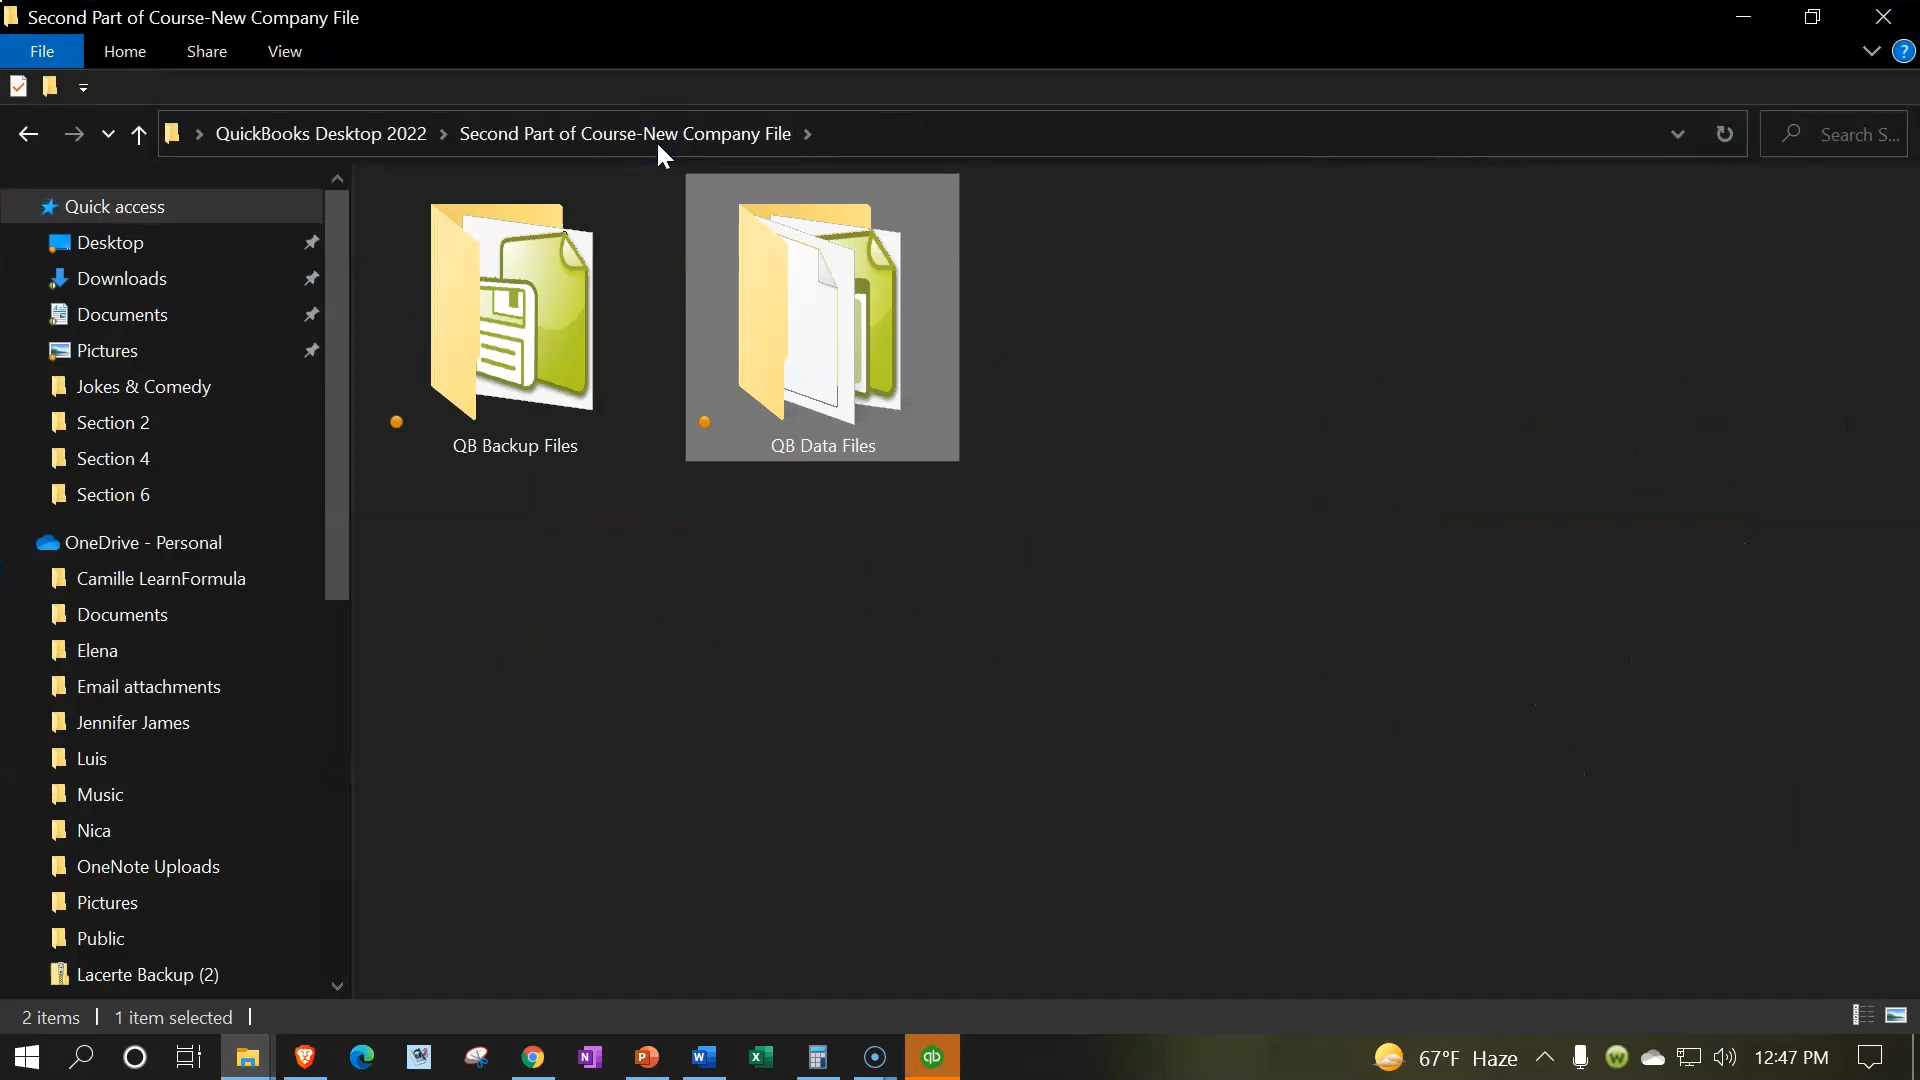 Second Part of Course-New Company File
File Home Share View
QuickBooks Desktop 2022 Second Part of Course-New Company File
Search S...
Quick access
Desktop
Downloads
Documents
Pictures
Jokes & Comedy
Section 2
Section 4
Section 6
OneDrive - Personal
Camille LearnFormula
Documents
Elena
Email attachments
Jennifer James
Luis
Music
Nica
OneNote Uploads
Pictures
Public
Lacerte Backup (2)
QB Backup Files
QB Data Files
2 items 1 item selected
67°F Haze
12:47 PM